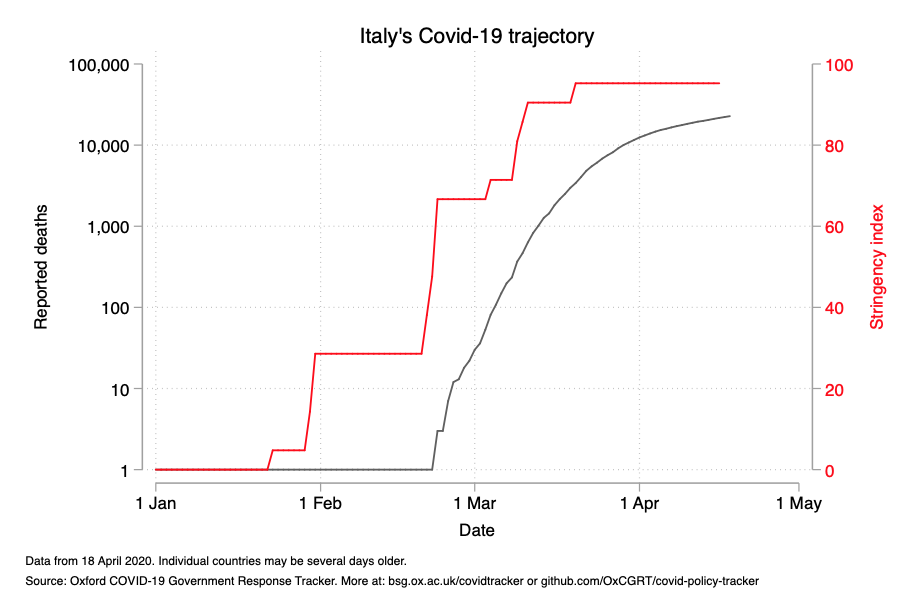 Italy's Covid-19 trajectory
100,000
10,000
1,000
100
10
1
Reported deaths
100
80
60
40
20
0
Stringency index
1 Jan
1 Feb
1 Mar
1 Apr
1 May
Date
Data from 18 April 2020. Individual countries may be several days older.
Source: Oxford COVID-19 Government Response Tracker. More at: bsg.ox.ac.uk/covidtracker or github.com/OxCGRT/covid-policy-tracker